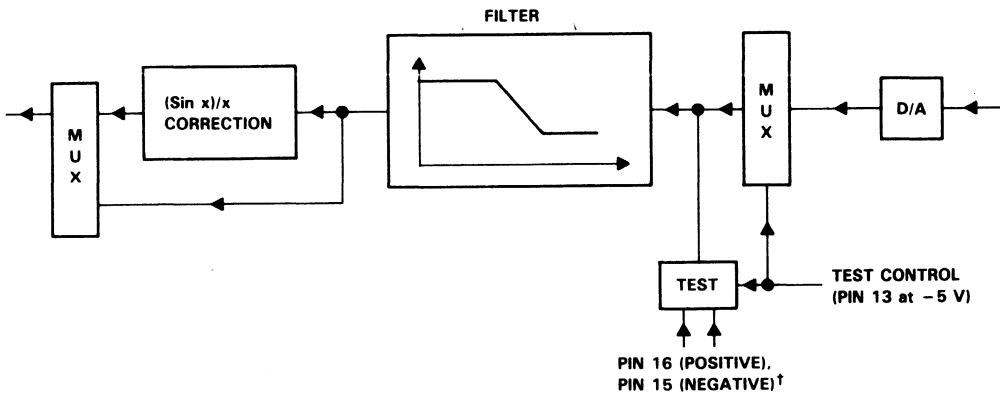 FILTER
(Sin x)/x
CORRECTION
M
U
X
M
U
X
D/A
TEST
TEST CONTROL
(PIN 13 at −5 V)
PIN 16 (POSITIVE),
PIN 15 (NEGATIVE)†